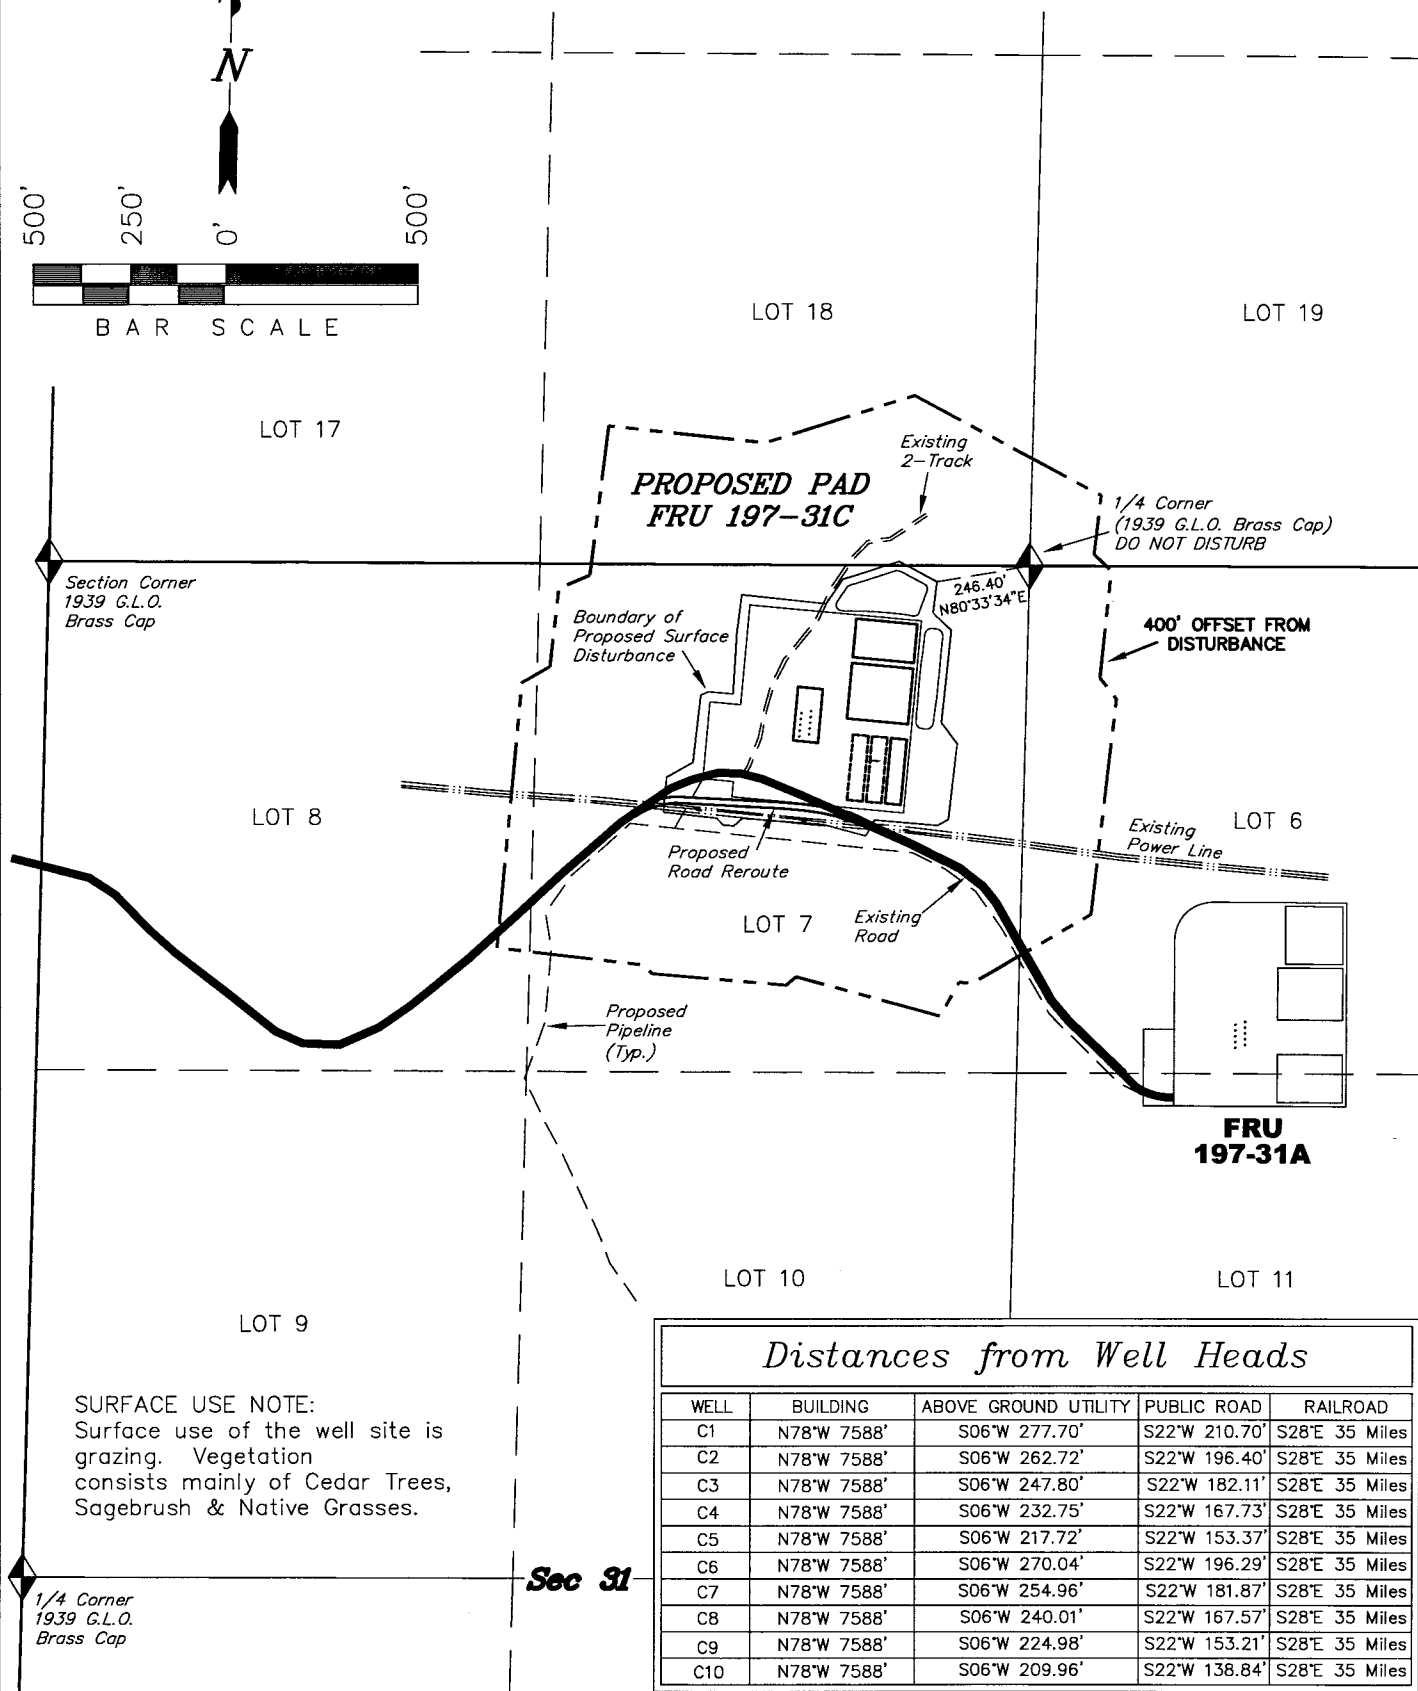 N
500'
250'
0'
500'
BAR SCALE
LOT 18
LOT 19
LOT 17
Existing
2-Track
PROPOSED PAD
FRU 197-31C
1/4 Corner
(1939 G.L.O. Brass Cap)
DO NOT DISTURB
Section Corner
1939 G.L.O.
Brass Cap
246.40'
N80°33'34"E
Boundary of
Proposed Surface
Disturbance
400' OFFSET FROM
DISTURBANCE
LOT 8
LOT 6
Existing
Power Line
Proposed
Road Reroute
LOT 7
Existing
Road
Proposed
Pipeline
(Typ.)
FRU
197-31A
LOT 10
LOT 11
LOT 9
SURFACE USE NOTE:
Surface use of the well site is
grazing. Vegetation
consists mainly of Cedar Trees,
Sagebrush & Native Grasses.
Sec 31
1/4 Corner
1939 G.L.O.
Brass Cap
Distances from Well Heads
WELL BUILDING ABOVE GROUND UTILITY PUBLIC ROAD RAILROAD
C1 N78°W 7588' S06°W 277.70' S22°W 210.70' S28°E 35 Miles
C2 N78°W 7588' S06°W 262.72' S22°W 196.40' S28°E 35 Miles
C3 N78°W 7588' S06°W 247.80' S22°W 182.11' S28°E 35 Miles
C4 N78°W 7588' S06°W 232.75' S22°W 167.73' S28°E 35 Miles
C5 N78°W 7588' S06°W 217.72' S22°W 153.37' S28°E 35 Miles
C6 N78°W 7588' S06°W 270.04' S22°W 196.29' S28°E 35 Miles
C7 N78°W 7588' S06°W 254.96' S22°W 181.87' S28°E 35 Miles
C8 N78°W 7588' S06°W 240.01' S22°W 167.57' S28°E 35 Miles
C9 N78°W 7588' S06°W 224.98' S22°W 153.21' S28°E 35 Miles
C10 N78°W 7588' S06°W 209.96' S22°W 138.84' S28°E 35 Miles